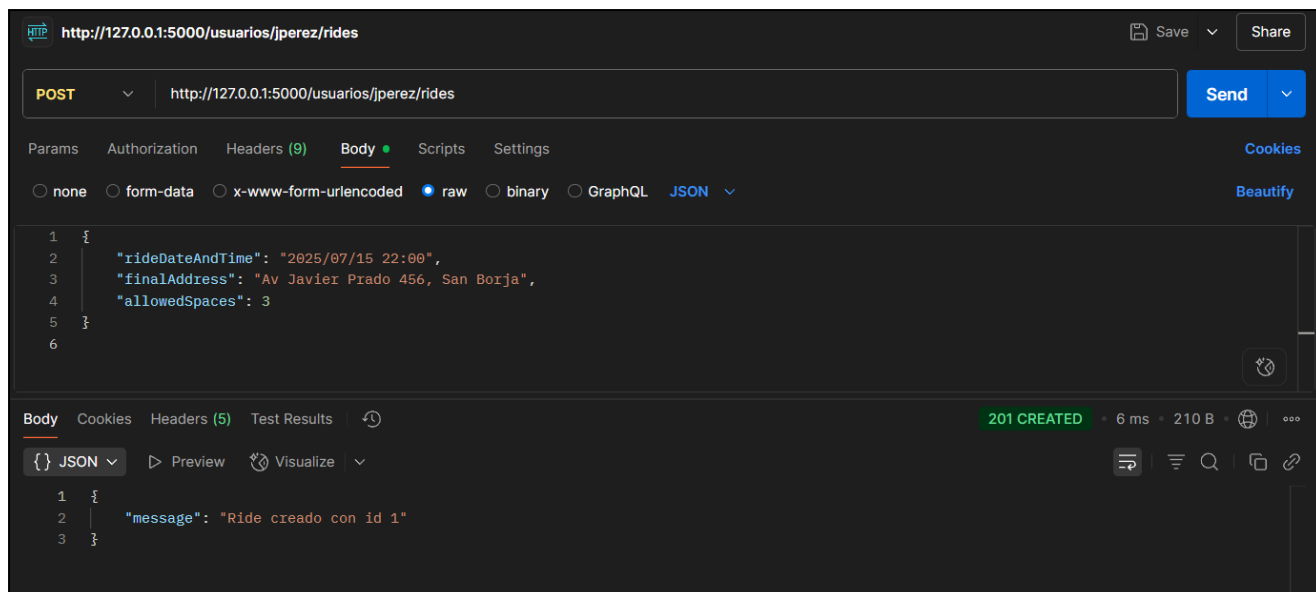 HTTP http://127.0.0.1:5000/usuarios/jperez/rides Save Share
POST http://127.0.0.1:5000/usuarios/jperez/rides Send
Params Authorization Headers (9) Body Scripts Settings Cookies
none form-data x-www-form-urlencoded raw binary GraphQL JSON Beautify
1 {
2 "rideDateAndTime": "2025/07/15 22:00",
3 "finalAddress": "Av Javier Prado 456, San Borja",
4 "allowedSpaces": 3
5 }
6
Body Cookies Headers (5) Test Results 201 CREATED • 6 ms • 210 B •
{} JSON Preview Visualize
1 {
2 "message": "Ride creado con id 1"
3 }